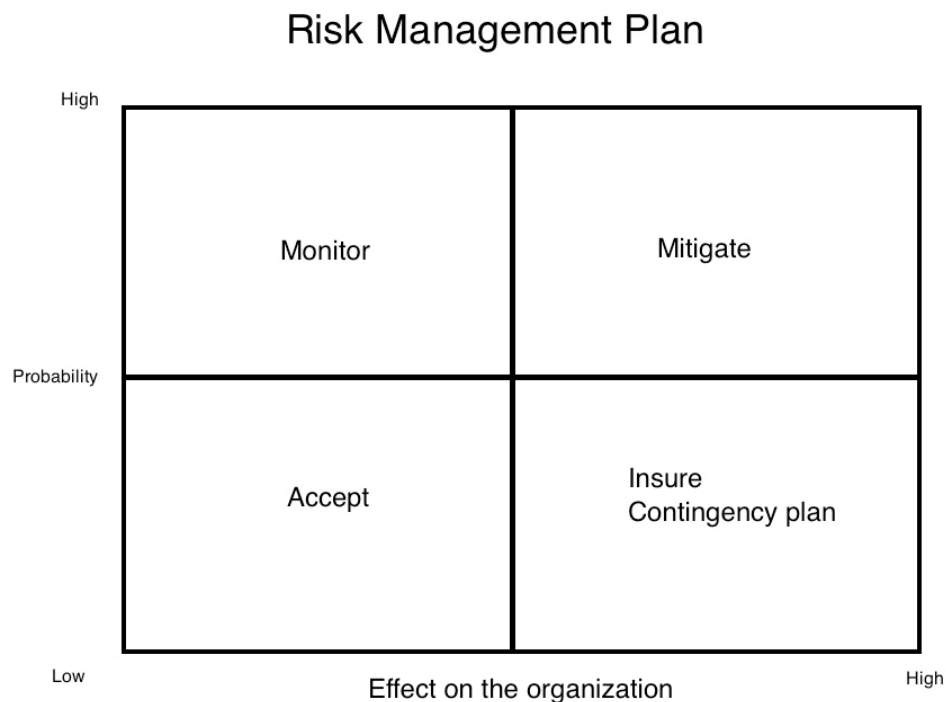 Risk Management Plan
High
Monitor
Mitigate
Probability
Accept
Insure
Contingency plan
Low
Effect on the organization
High